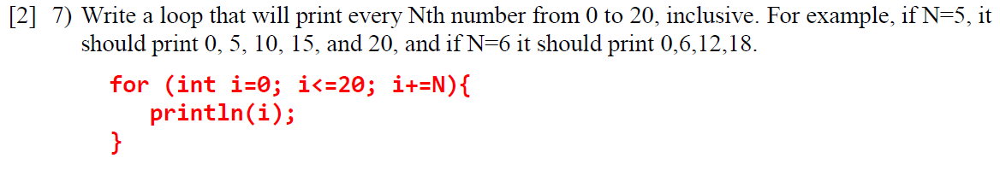 [2] 7) Write a loop that will print every Nth number from 0 to 20, inclusive. For example, if N=5, it
should print 0, 5, 10, 15, and 20, and if N=6 it should print 0,6,12,18.
for (int i=0; i<=20; i+=N){
println(i);
}